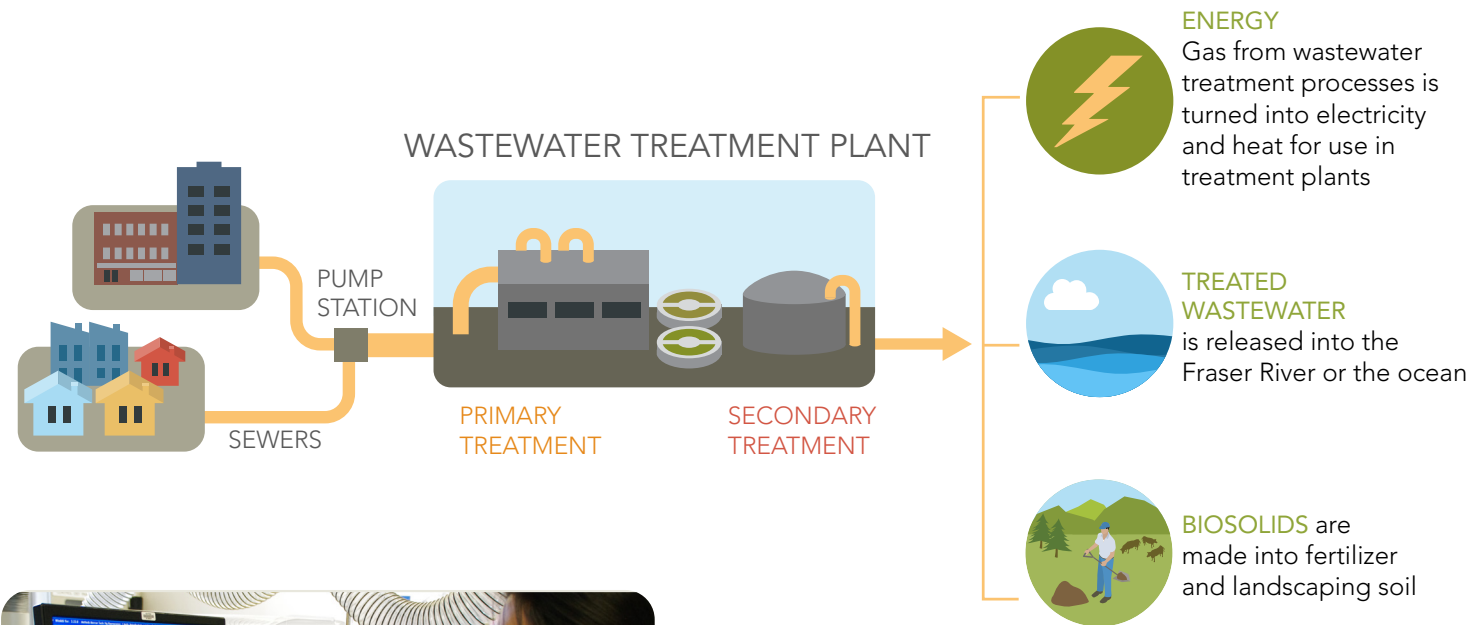 WASTEWATER TREATMENT PLANT
PUMP
STATION
SEWERS
PRIMARY
TREATMENT
SECONDARY
TREATMENT
ENERGY
Gas from wastewater
treatment processes is
turned into electricity
and heat for use in
treatment plants
TREATED
WASTEWATER
is released into the
Fraser River or the ocean
BIOSOLIDS are
made into fertilizer
and landscaping soil